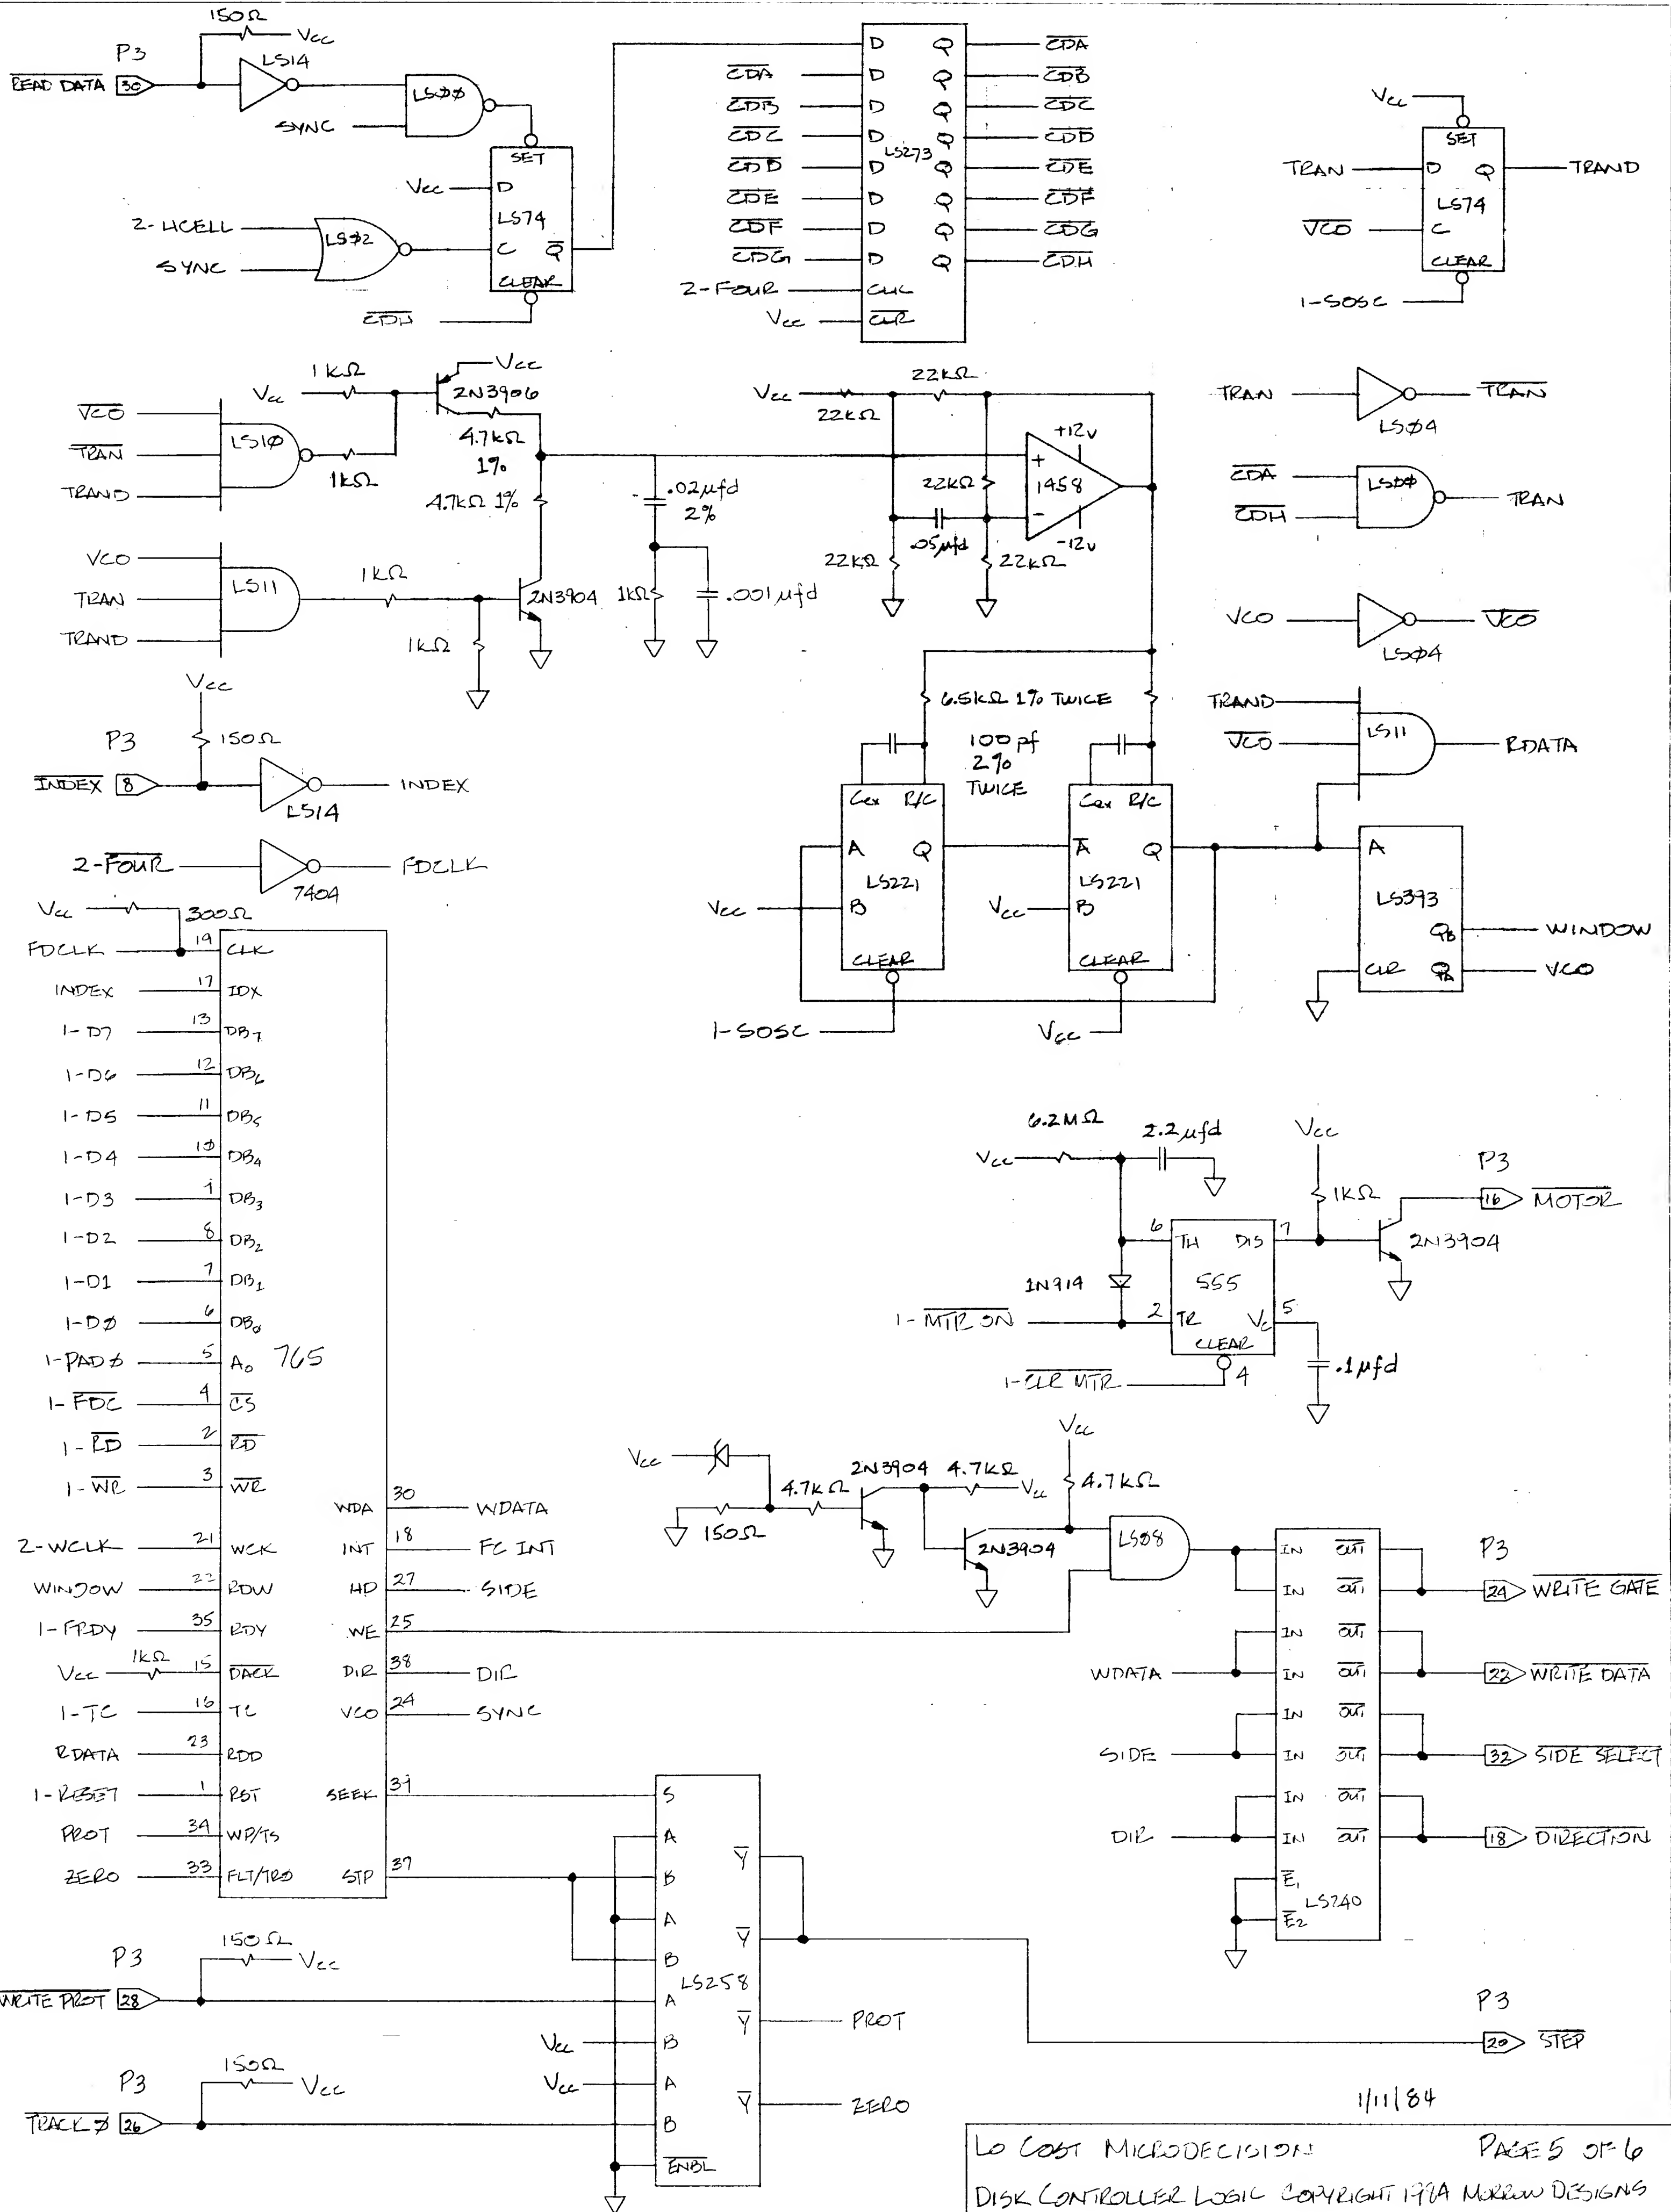 150Ω
Vcc
P3
LS14
READ DATA 30
LS00
SYNC
SET
Vcc
D
LS74
2-HCELL
LS02
C Q
SYNC
CLEAR
CDH
D Q CDA
CDA D Q CDB
CDB D Q CDC
CDC D Q CDD
LS273
CDD D Q CDE
CDE D Q CDF
CDF D Q CDG
CDG D Q CDH
2-FOUR CLK
Vcc CLR
Vcc
SET
TRAN D Q TRAND
LS74
VCO C
CLEAR
1-SOSC
1KΩ
Vcc
Vcc
2N3906
VCO
LS10
TRAN
TRAND
1KΩ
4.7KΩ
1%
4.7KΩ 1%
.02µfd
2%
VCO
LS11
TRAN
TRAND
1KΩ
2N3904
1KΩ
1KΩ
.001µfd
Vcc
22KΩ
22KΩ
+12V
+
1458
-
-12V
22KΩ
.05µfd
22KΩ
22KΩ
TRAN
TRAN
LS04
CDA
LS00
CDH
TRAN
VCO
VCO
LS04
Vcc
P3
150Ω
INDEX 8
INDEX
LS14
2-FOUR
FDCLK
7404
6.5KΩ 1% TWICE
100pf
2%
TWICE
Cex R/C
A Q
LS221
Vcc B
CLEAR
1-SOSC
Cex R/C
A Q
LS221
Vcc B
CLEAR
Vcc
TRAND
LS11
VCO
RDATA
A
LS393
QB WINDOW
CLR QA VCO
Vcc
300Ω
FDCLK 19 CLK
INDEX 17 IDX
1-D7 13 DB7
1-D6 12 DB6
1-D5 11 DB5
1-D4 10 DB4
1-D3 9 DB3
1-D2 8 DB2
1-D1 7 DB1
1-D0 6 DB0
1-PAD0 5 A0 765
1-FDC 4 CS
1-RD 2 RD
1-WR 3 WR
WDA 30 WDATA
2-WCLK 21 WCK INT 18 FC INT
WINDOW 22 RDW HD 27 SIDE
1-FRDY 35 RDY WE 25
Vcc 1KΩ 15 DACK DIR 38 DIR
1-TC 16 TC VCO 24 SYNC
RDATA 23 RDD
1-RESET 1 RST SEEK 39
PROT 34 WP/TS
ZERO 33 FLT/TR0 STP 37
6.2MΩ
2.2µfd
Vcc
Vcc
P3
1KΩ
16 MOTOR
6 TH DIS 7
2N3904
1N914
555
1-MTR ON 2 TR Vc 5
CLEAR
4
.1µfd
1-CLR MTR
Vcc
Vcc
4.7KΩ
2N3904
4.7KΩ
Vcc
4.7KΩ
150Ω
2N3904
LS08
IN OUT
P3
IN OUT 24 WRITE GATE
IN OUT
WDATA IN OUT 22 WRITE DATA
IN OUT
SIDE IN OUT 32 SIDE SELECT
IN OUT
DIR IN OUT 18 DIRECTION
E1
LS240
E2
S
A
Y
B
A
Y
B
LS258
P3
150Ω
Vcc
WRITE PROT 28
A
Y PROT
Vcc B
P3
150Ω
Vcc
Vcc A
Y ZERO
TRACK 0 26
B
ENBL
P3
20 STEP
1/11/84
LO COST MICRODECISION PAGE 5 OF 6
DISK CONTROLLER LOGIC COPYRIGHT 1984 MORROW DESIGNS